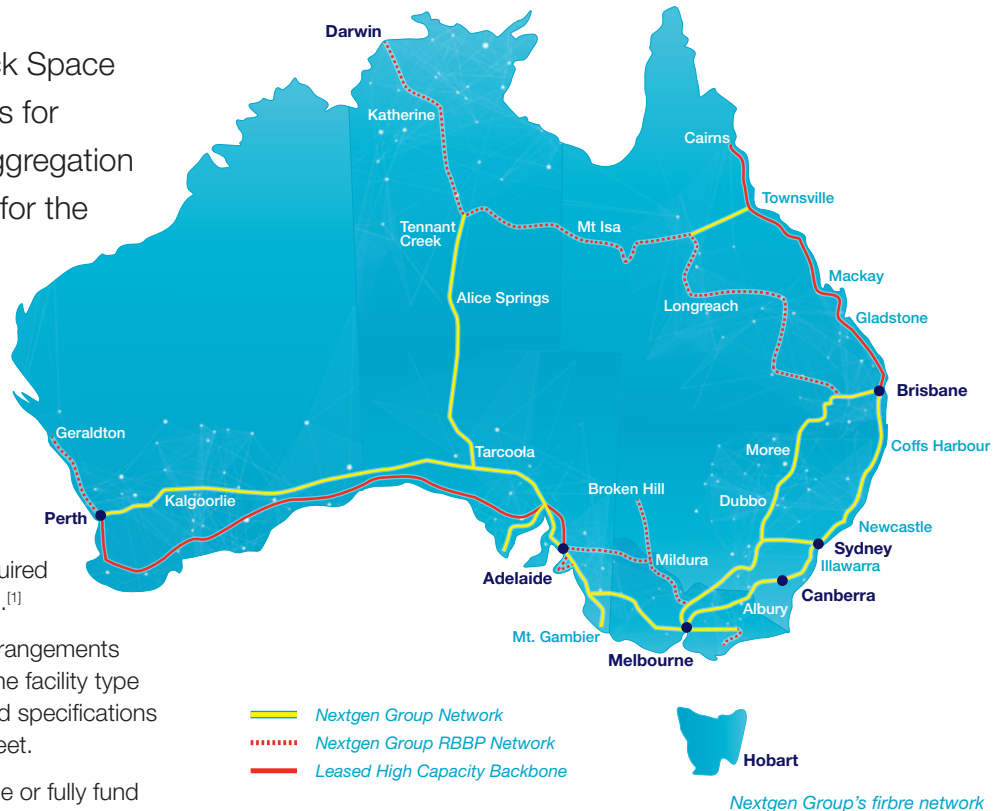 ck Space
s for
ggregation
for the
uired
.[1]
rangements
ne facility type
d specifications
eet.
e or fully fund
Darwin
Katherine
Cairns
Townsville
Tennant
Creek
Mt Isa
Mackay
Alice Springs
Longreach
Gladstone
Brisbane
Geraldton
Tarcoola
Moree
Coffs Harbour
Kalgoorlie
Broken Hill
Dubbo
Perth
Newcastle
Sydney
Illawarra
Adelaide
Mildura
Canberra
Albury
Mt. Gambier
Melbourne
Nextgen Group Network
Nextgen Group RBBP Network
Leased High Capacity Backbone
Hobart
Nextgen Group's firbre network